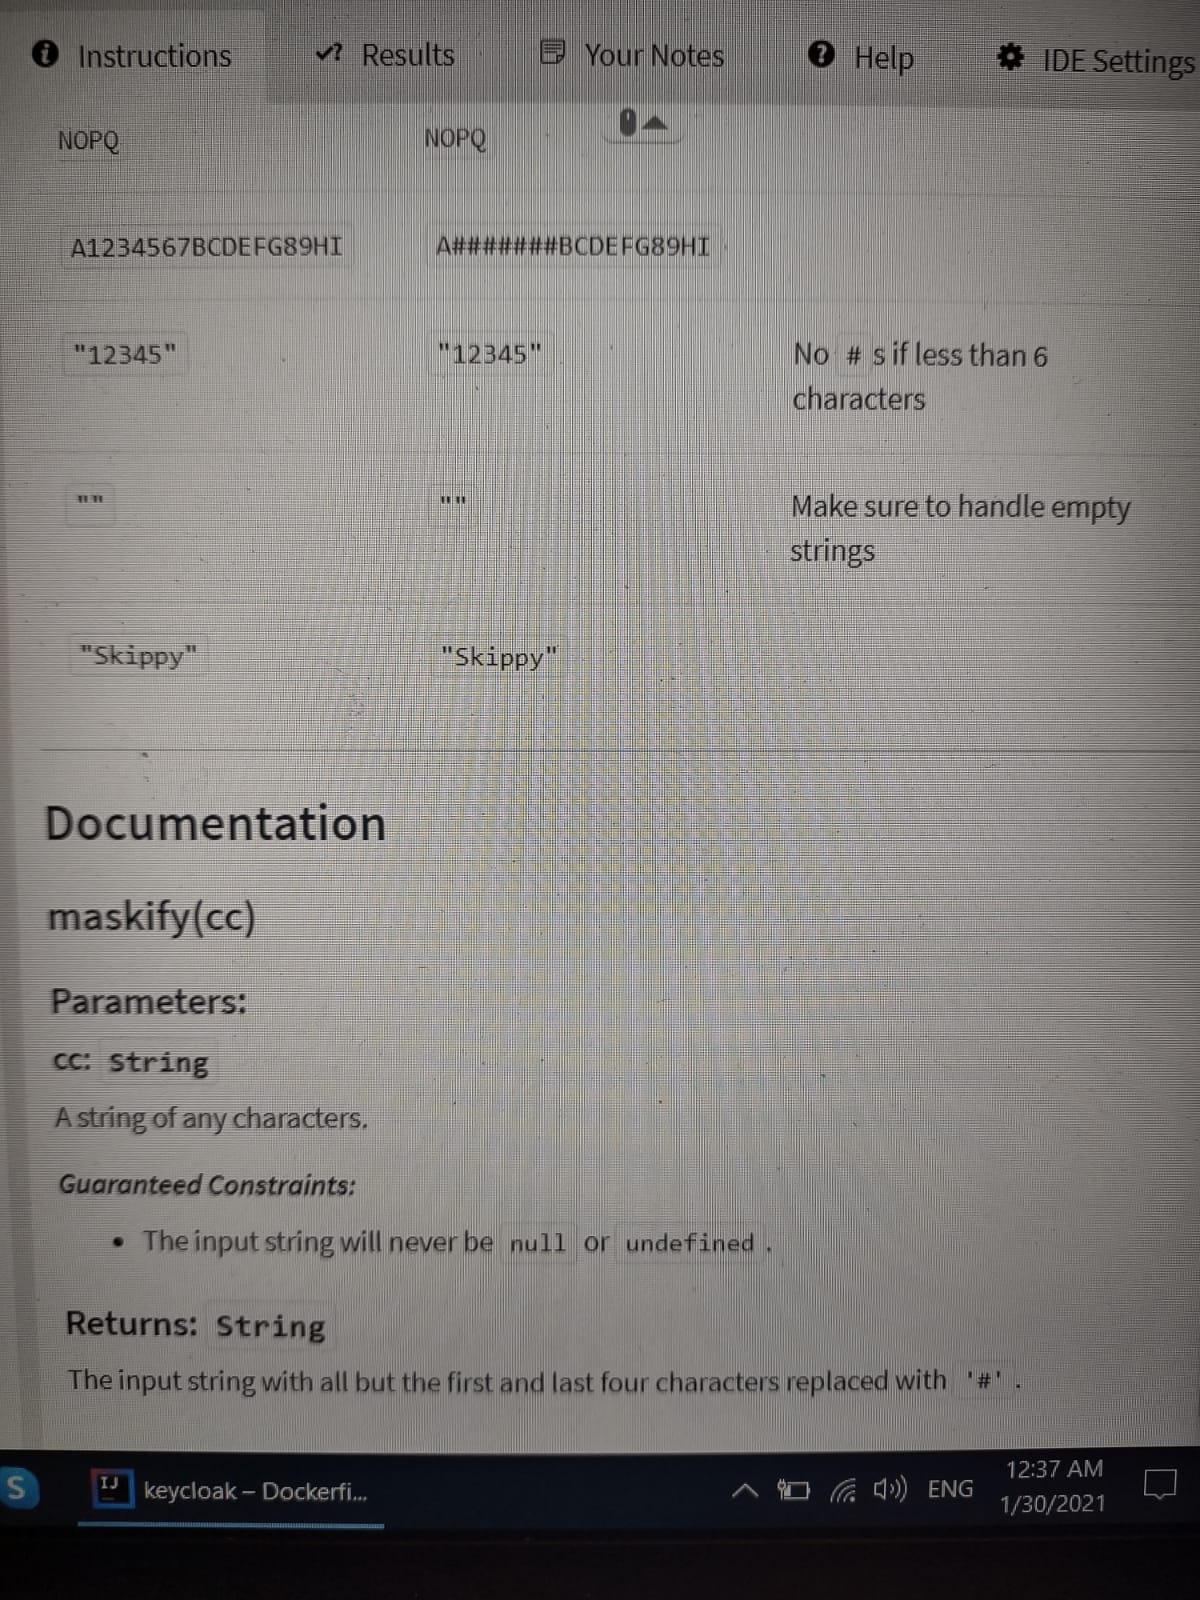 Instructions
Results
Your Notes
Help
IDE Settings
NOPQ
NOPQ
A1234567BCDEFG89HI
A#######BCDEFG89HI
"12345"
"12345"
No # s if less than 6
characters
""
""
Make sure to handle empty
strings
"Skippy"
"Skippy"
Documentation
maskify(cc)
Parameters:
cc: String
A string of any characters.
Guaranteed Constraints:
• The input string will never be null or undefined .
Returns: String
The input string with all but the first and last four characters replaced with '#' .
S
IJ
keycloak – Dockerfi...
ENG
12:37 AM
1/30/2021